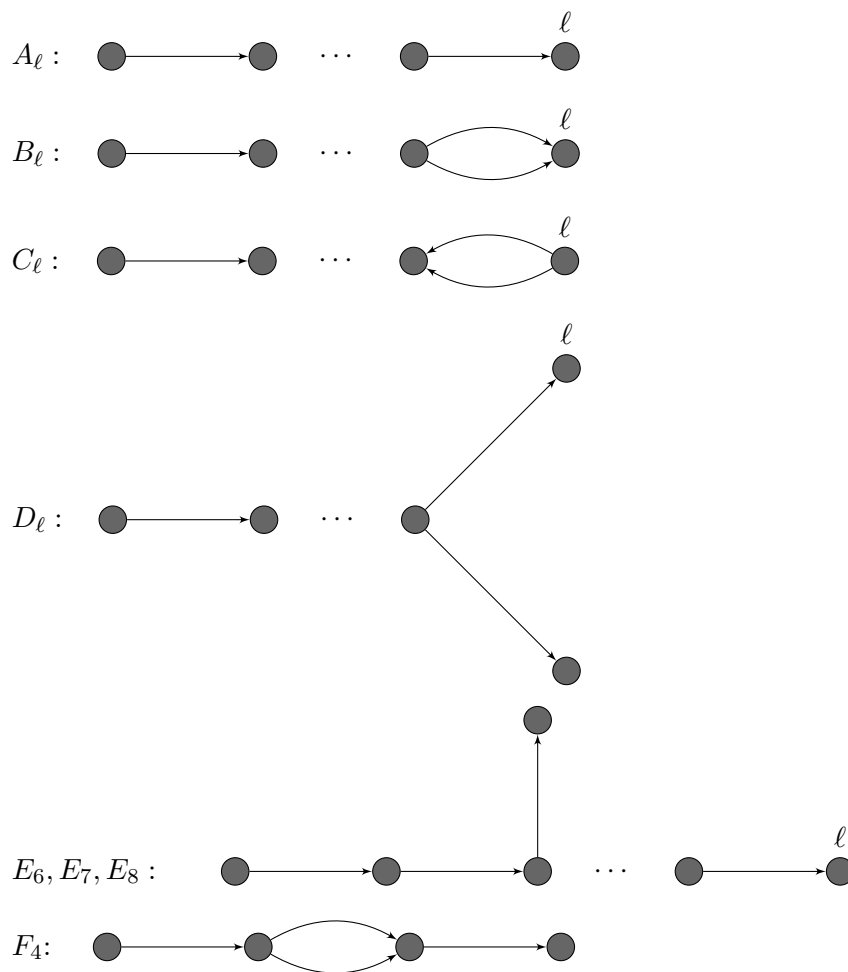 ℓ
A_ℓ : ⋯
ℓ
B_ℓ : ⋯
ℓ
C_ℓ : ⋯
ℓ
D_ℓ : ⋯
ℓ
E_6, E_7, E_8 : ⋯
F_4: